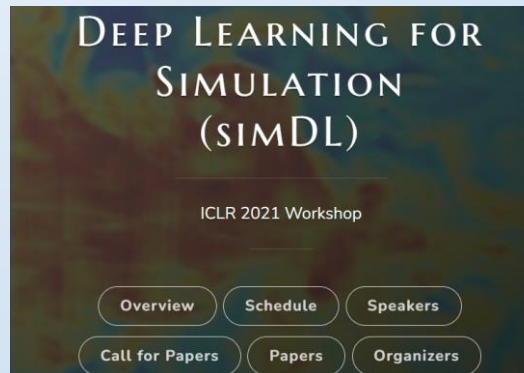 DEEP LEARNING FOR
SIMULATION
(SIMDL)
ICLR 2021 Workshop
Overview
Schedule
Speakers
Call for Papers
Papers
Organizers